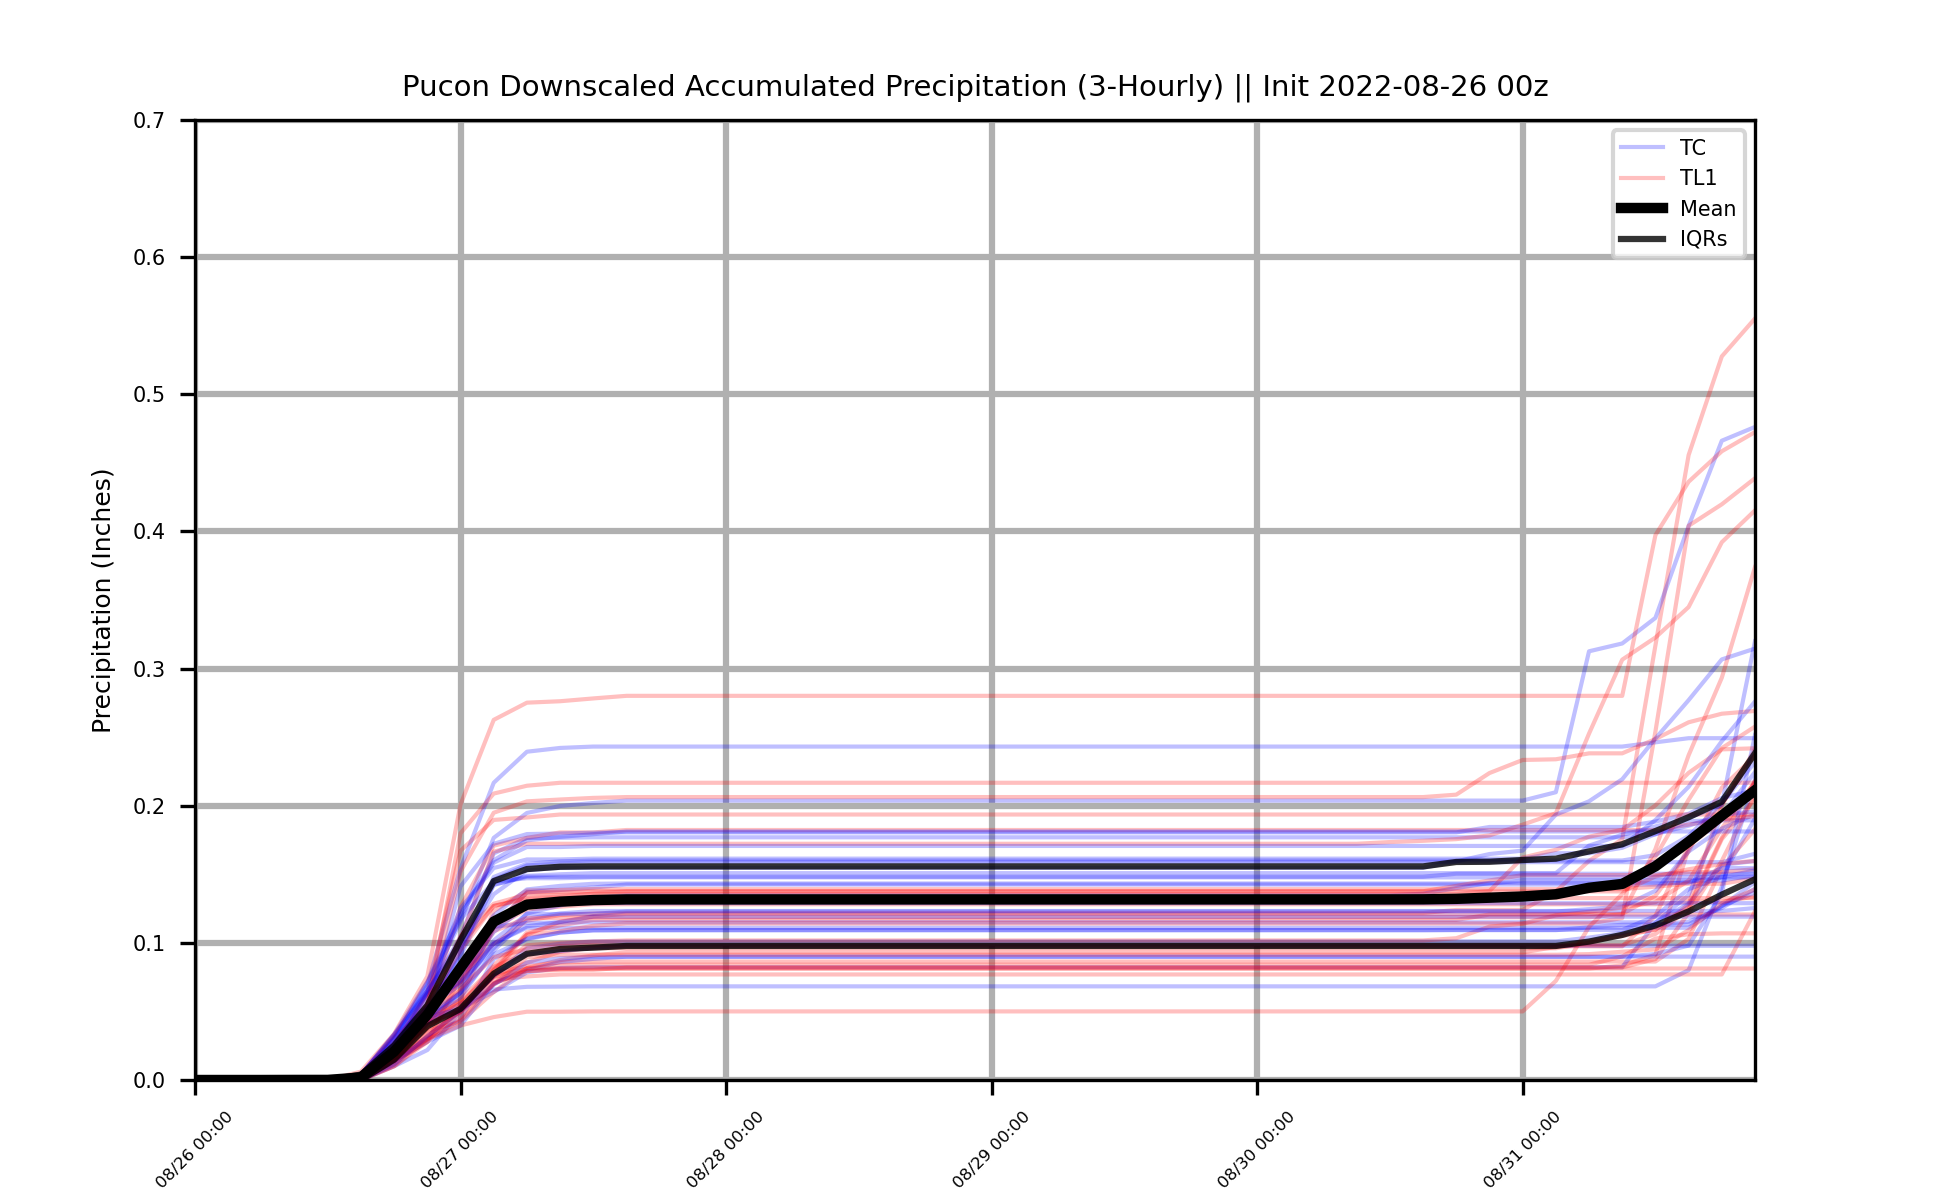 Pucon Downscaled Accumulated Precipitation (3-Hourly) || Init 2022-08-26 00z
TC
TL1
Mean
IQRs
Precipitation (Inches)
0.7
0.6
0.5
0.4
0.3
0.2
0.1
0.0
08/26 00:00
08/27 00:00
08/28 00:00
08/29 00:00
08/30 00:00
08/31 00:00